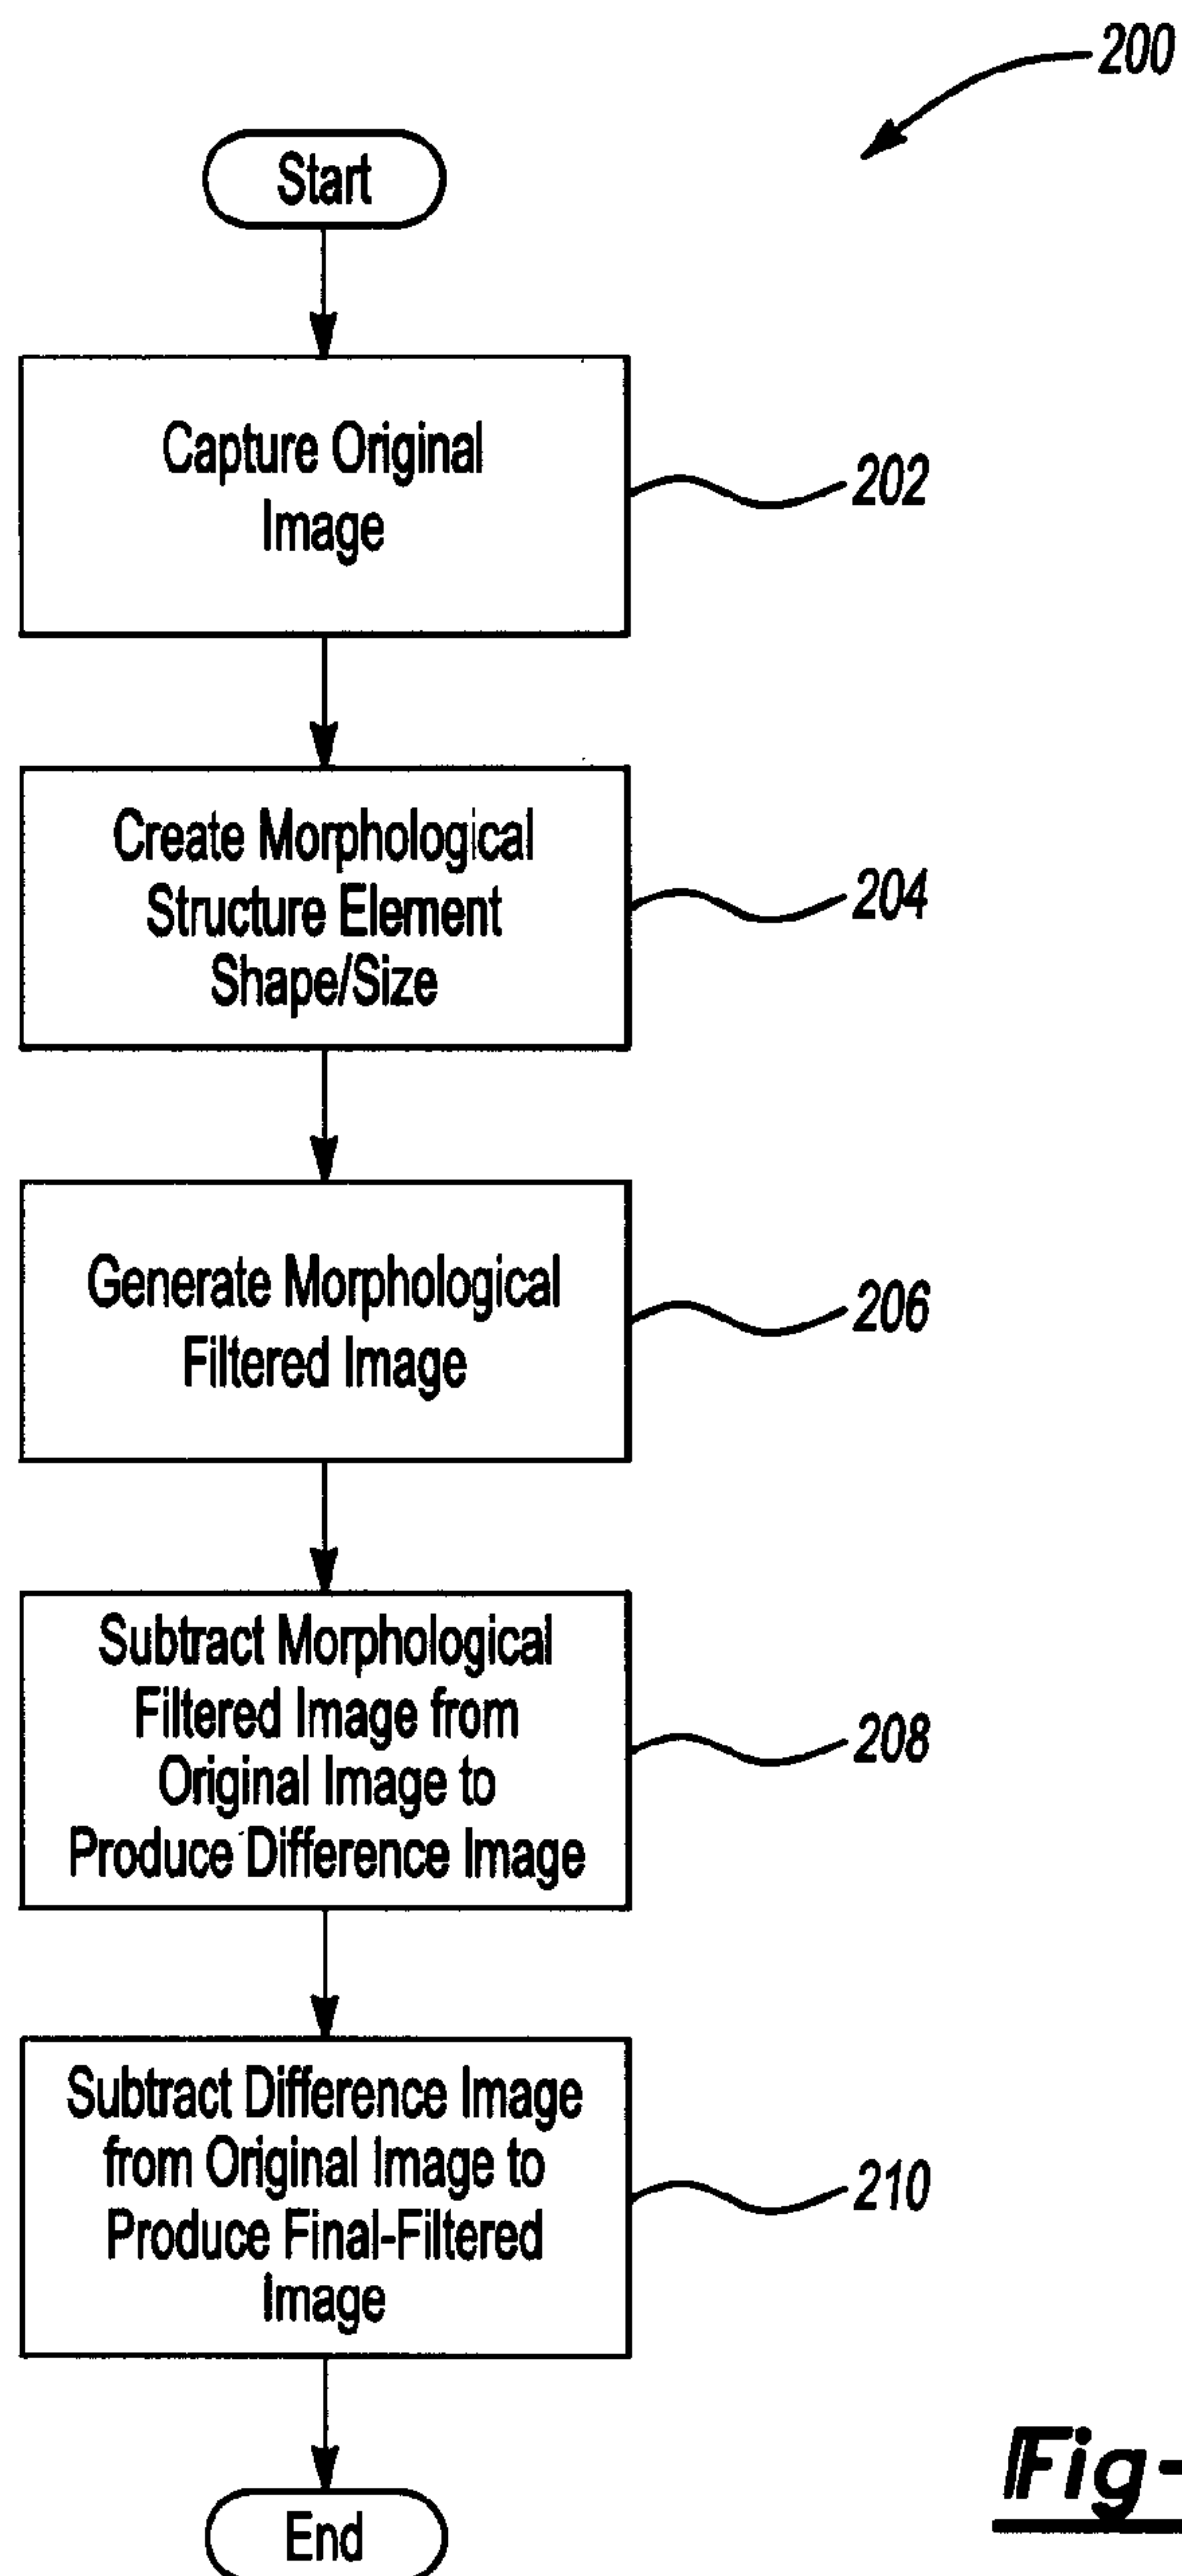 200
Start
Capture Original
Image
202
Create Morphological
Structure Element
Shape/Size
204
Generate Morphological
Filtered Image
206
Subtract Morphological
Filtered Image from
Original Image to
Produce Difference Image
208
Subtract Difference Image
from Original Image to
Produce Final-Filtered
Image
210
End
Fig-